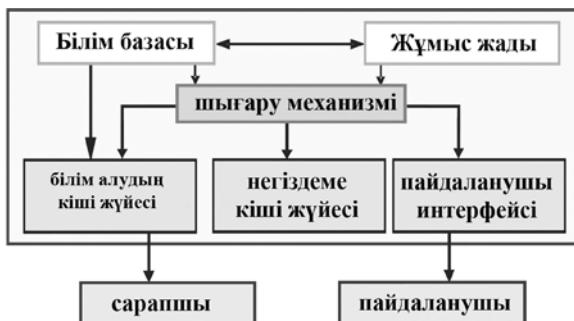 Білім базасы
Жұмыс жады
шығару механизмі
білім алудың
кіші жүйесі
негіздеме
кіші жүйесі
пайдаланушы
интерфейсі
сарапшы
пайдаланушы